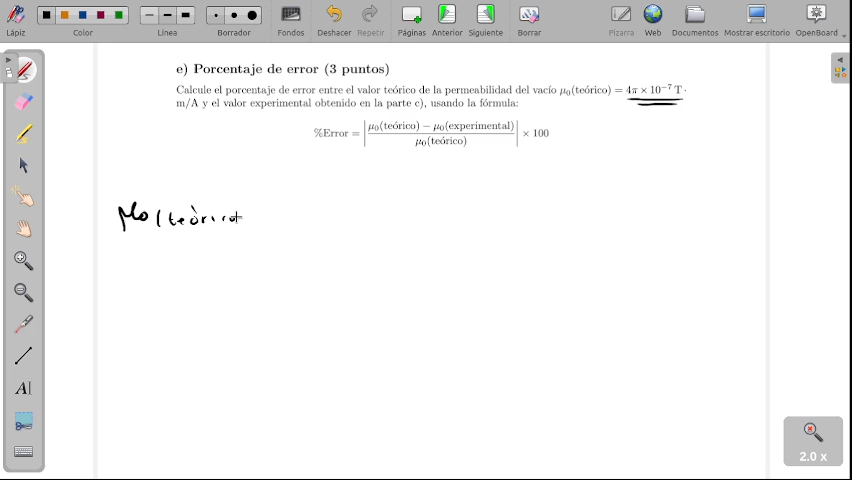 Lápiz
Color
Línea
Borrador
Fondos
Deshacer
Repetir
Páginas
Anterior
Siguiente
Borrar
Pizarra
Web
Documentos
Mostrar escritorio
OpenBoard
e) Porcentaje de error (3 puntos)
Calcule el porcentaje de error entre el valor teórico de la permeabilidad del vacío μ₀(teórico) = 4π × 10⁻⁷ T ·
m/A y el valor experimental obtenido en la parte c), usando la fórmula:
%Error = | μ₀(teórico) − μ₀(experimental) / μ₀(teórico) | × 100
μ₀ (teòrico
A
2.0 x